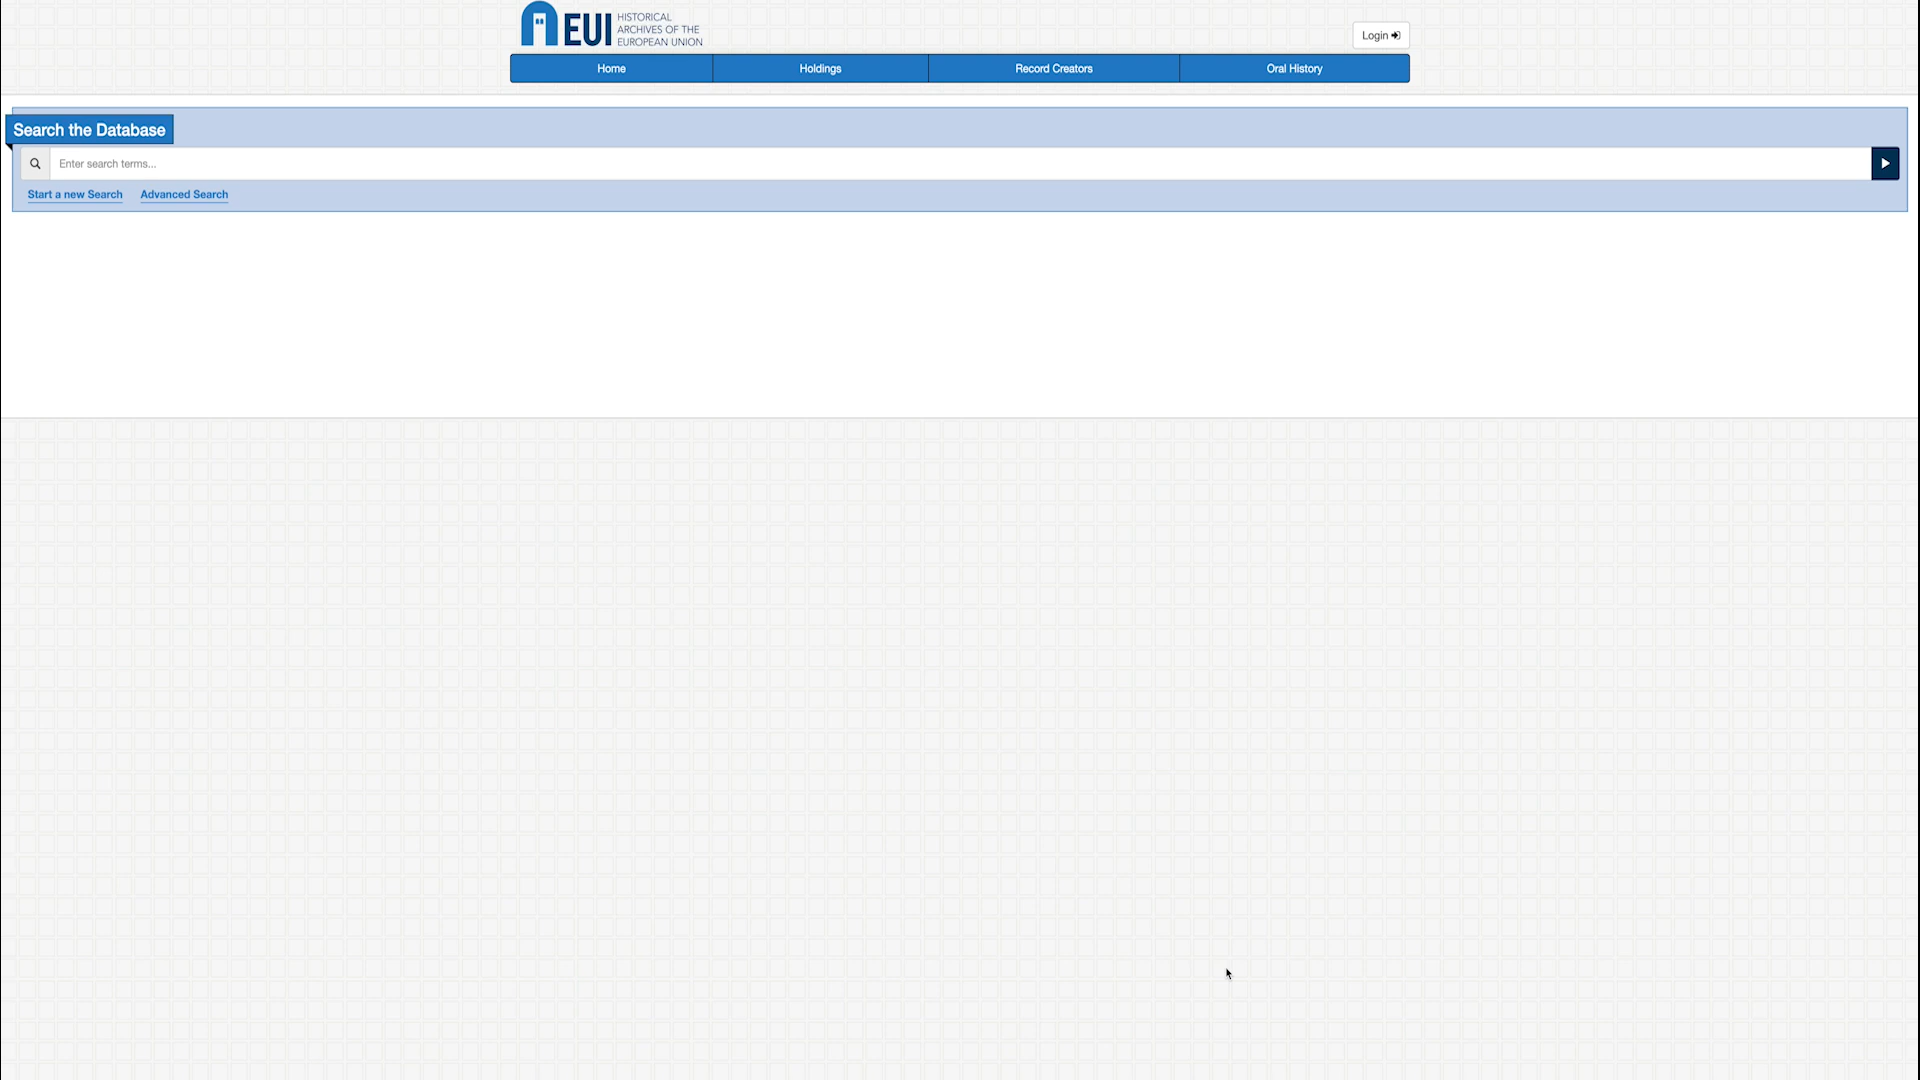 EUI HISTORICAL
ARCHIVES OF THE
EUROPEAN UNION
Login
Home Holdings Record Creators Oral History
Search the Database
Enter search terms...
Start a new Search Advanced Search